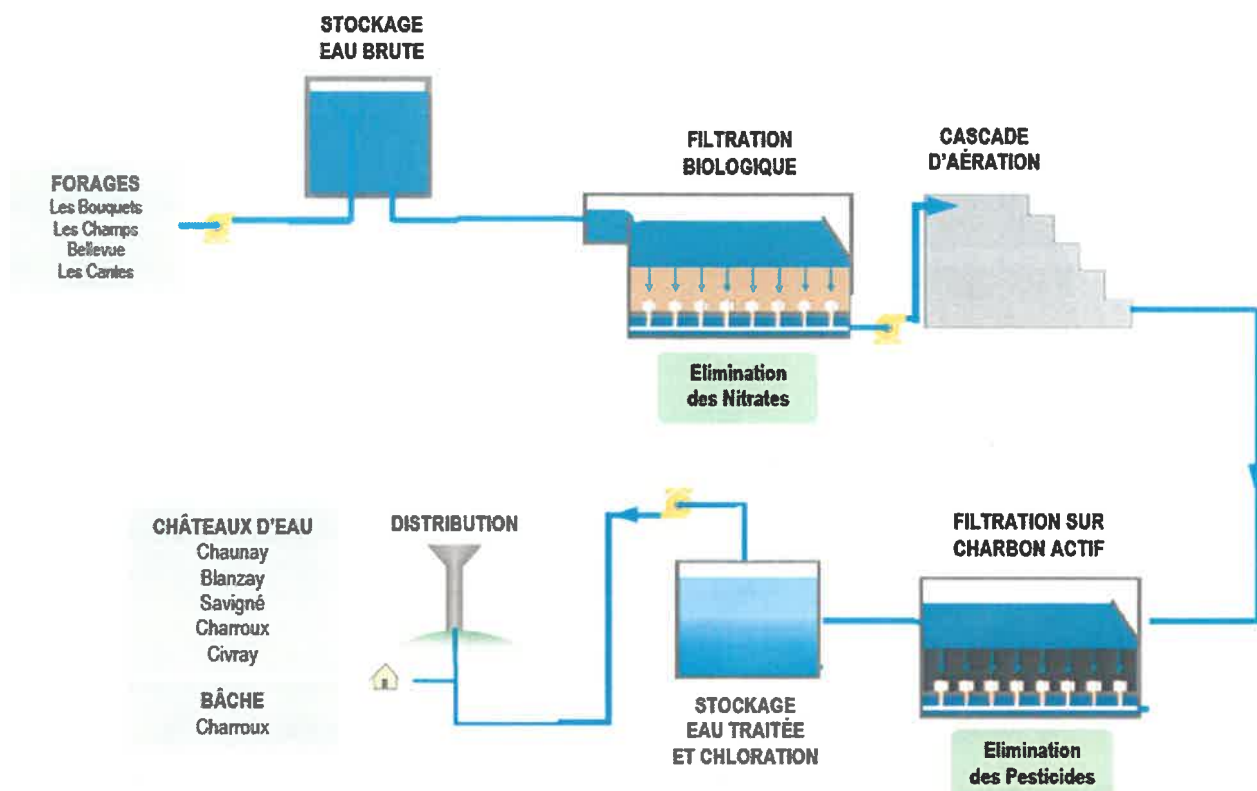 STOCKAGE
EAU BRUTE
FORAGES
Les Bouquets
Les Champs
Bellevue
Les Cantes
FILTRATION
BIOLOGIQUE
Elimination
des Nitrates
CASCADE
D'AÉRATION
CHÂTEAUX D'EAU
Chaunay
Blanzay
Savigné
Charroux
Civray
BÂCHE
Charroux
DISTRIBUTION
STOCKAGE
EAU TRAITÉE
ET CHLORATION
FILTRATION SUR
CHARBON ACTIF
Elimination
des Pesticides